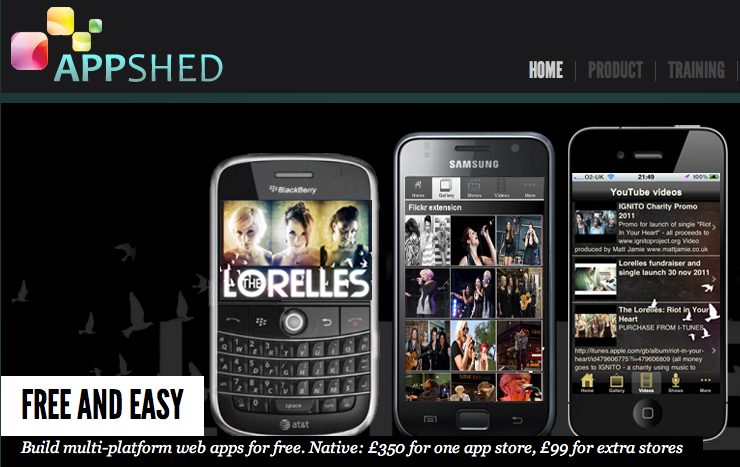 APPSHED
HOME
PRODUCT
TRAINING
BlackBerry
THE
LORELLES
at&t
SAMSUNG
Home
Gallery
Shows
Videos
More
Flickr extension
O2-UK
21:49
100%
YouTube videos
IGNITO Charity Promo
2011
Promo for launch of single "Riot
In Your Heart" - all proceeds to
www.ignitoproject.org Video
produced by Matt Jamie www.mattjamie.co.uk
Lorelles fundraiser and
single launch 30 nov 2011
The Lorelles: Riot in Your
Heart
PURCHASE FROM I-TUNES
http://itunes.apple.com/gb/album/riot-in-your-
heart/id479606775?i=479606809 (all money
goes to IGNITO - a charity using music to
Home
Gallery
Videos
Shows
More
FREE AND EASY
Build multi-platform web apps for free. Native: £350 for one app store, £99 for extra stores